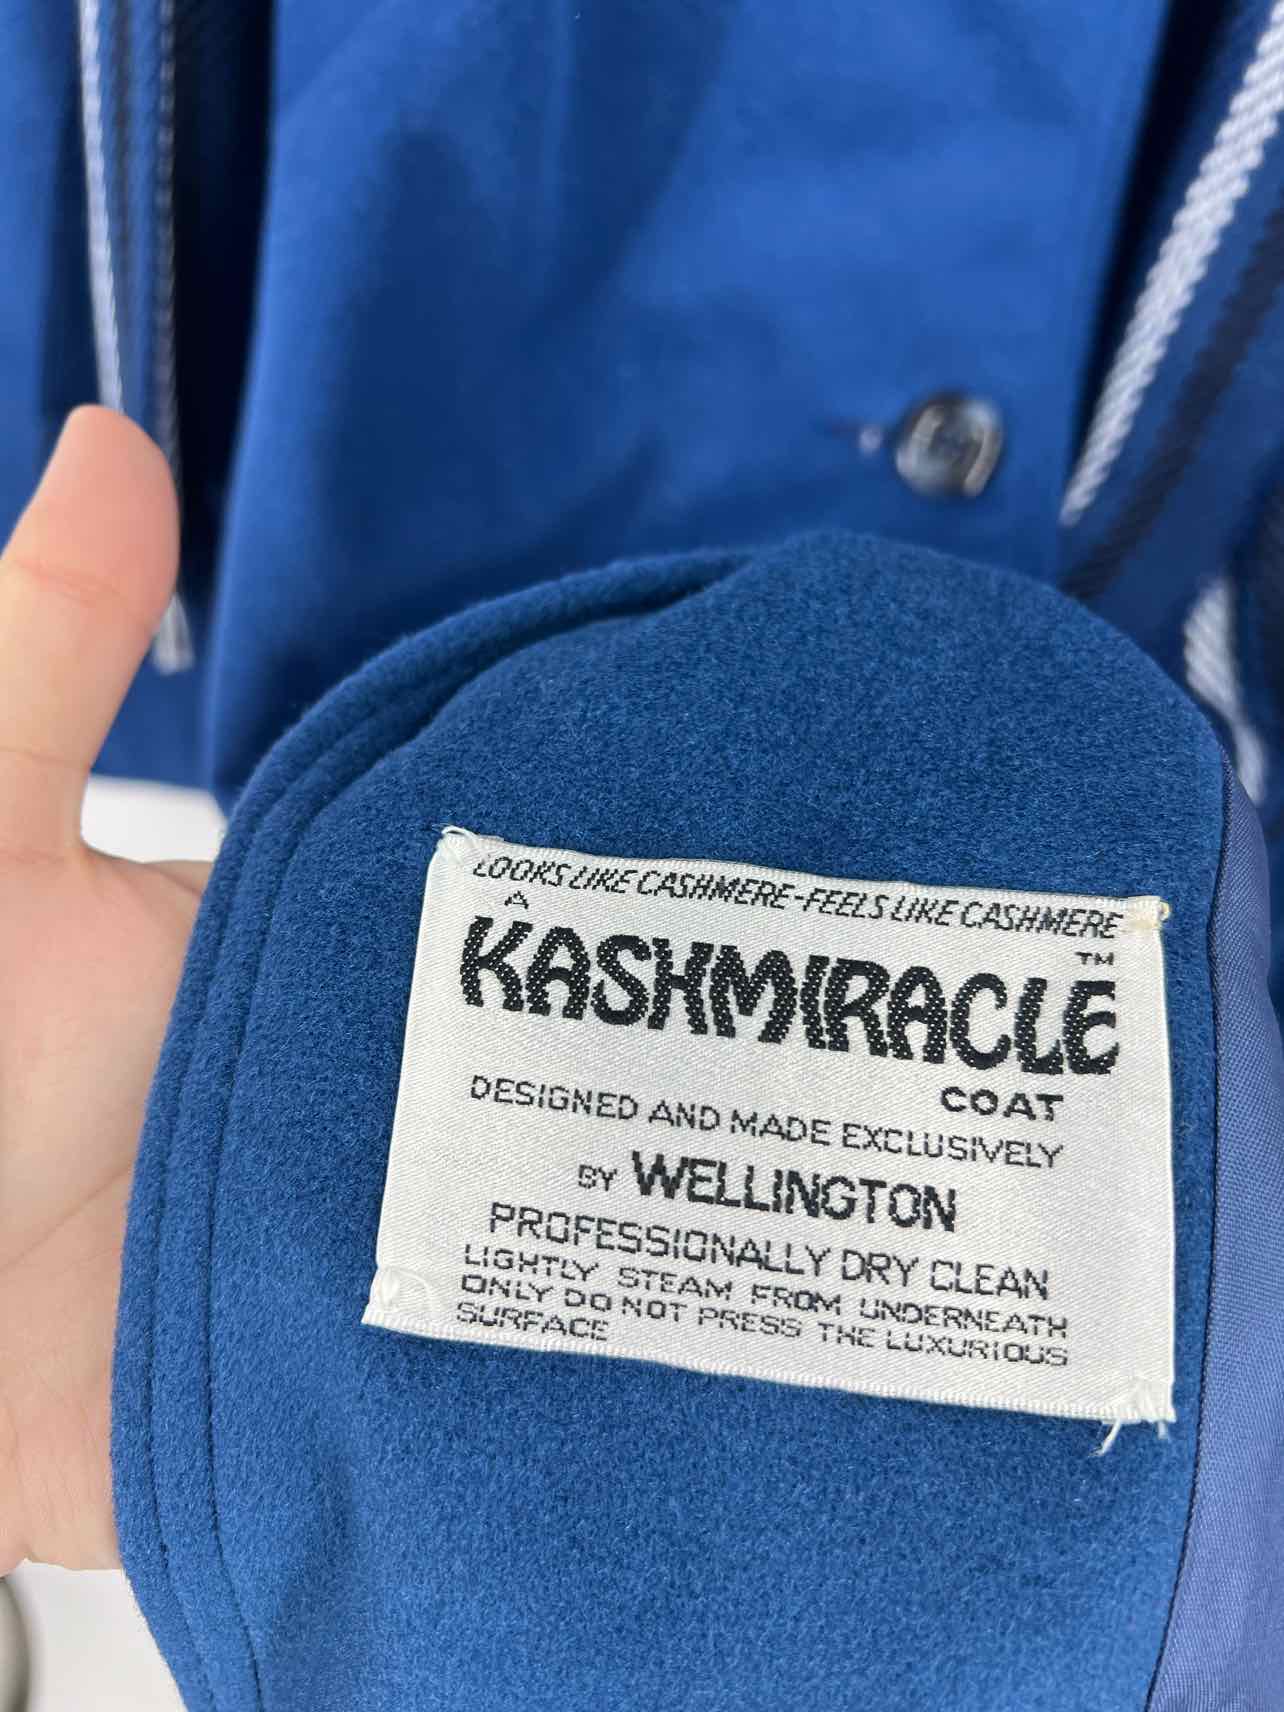 LOOKS LIKE CASHMERE-FEELS LIKE CASHMERE
A
KASHMIRACLE™
COAT
DESIGNED AND MADE EXCLUSIVELY
BY WELLINGTON
PROFESSIONALLY DRY CLEAN
LIGHTLY STEAM FROM UNDERNEATH
ONLY DO NOT PRESS THE LUXURIOUS
SURFACE